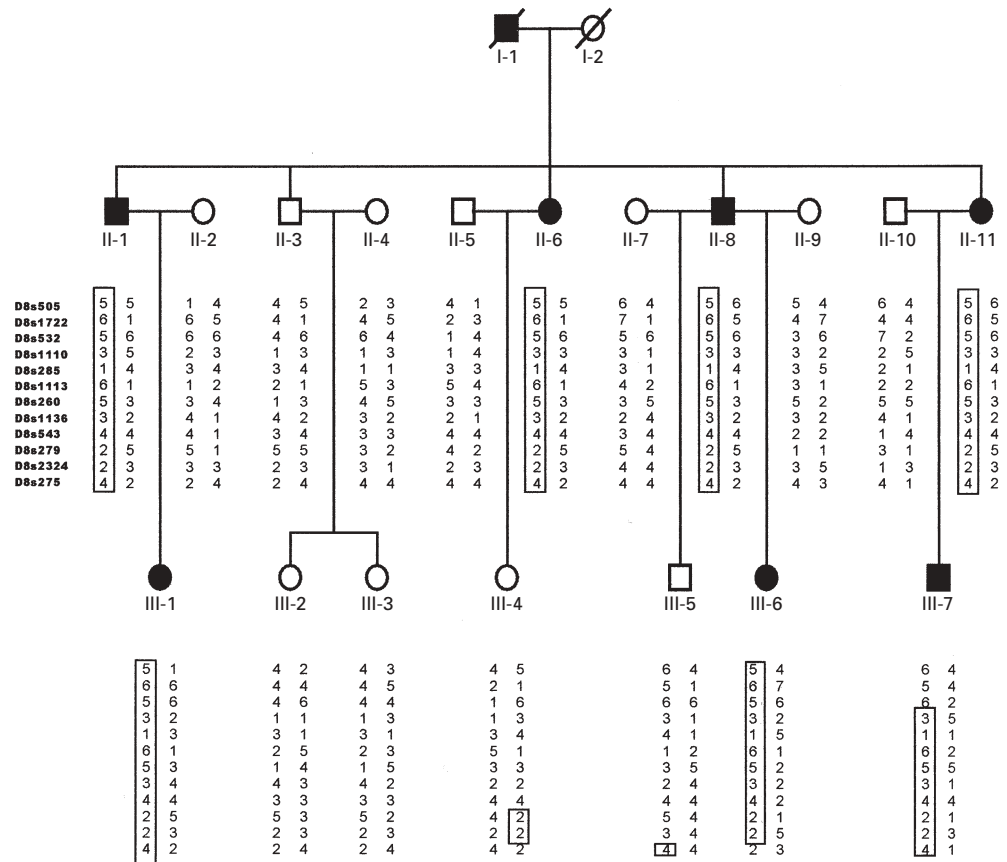 I-1 I-2
II-1 II-2 II-3 II-4 II-5 II-6 II-7 II-8 II-9 II-10 II-11
D8s505 5 5 1 4 4 5 2 3 4 1 5 5 6 4 5 6 5 4 6 4 5 6
D8s1722 6 1 6 5 4 1 4 5 2 3 6 1 7 1 6 5 4 7 4 4 6 5
D8s532 5 6 6 6 4 6 6 4 1 4 5 6 5 6 5 6 6 6 7 2 5 6
D8s1110 3 5 2 3 1 3 1 3 1 4 3 3 3 1 3 3 3 2 2 5 3 3
D8s285 1 4 3 4 3 4 1 1 3 3 1 4 3 1 1 4 3 5 3 1 1 4
D8s1113 6 1 1 2 2 1 5 3 5 4 6 1 4 2 6 1 3 1 2 2 6 1
D8s260 5 3 3 4 1 3 4 5 3 3 5 3 3 5 5 3 3 2 5 5 5 3
D8s1136 3 2 4 1 4 2 3 2 2 1 3 2 2 4 3 2 3 2 4 1 3 2
D8s543 4 4 4 1 3 4 3 3 4 4 4 4 3 4 4 4 2 2 1 4 4 4
D8s279 2 5 5 1 5 5 3 2 4 2 2 5 5 4 2 5 1 1 3 1 2 5
D8s2324 2 3 3 3 2 3 3 1 2 3 2 3 4 4 2 3 3 5 1 3 2 3
D8s275 4 2 2 4 2 4 4 4 4 4 4 2 4 4 4 2 4 3 4 1 4 2
III-1 III-2 III-3 III-4 III-5 III-6 III-7
5 1 4 2 4 3 4 5 6 4 5 4 6 4
6 6 4 4 4 5 2 1 5 1 6 7 5 4
5 6 4 6 4 4 1 6 6 6 5 6 6 2
3 2 1 1 1 3 1 3 3 1 3 2 3 5
1 3 3 1 3 1 3 4 4 1 1 5 1 1
6 1 2 5 2 3 5 1 1 2 6 1 6 2
5 3 1 4 1 5 3 3 3 5 5 2 5 5
3 4 4 3 4 2 2 2 2 4 3 2 3 1
4 4 3 3 3 3 4 4 4 4 4 2 4 4
2 5 5 3 5 2 4 2 5 4 2 1 2 1
2 3 2 3 2 3 2 2 3 4 2 5 2 3
4 2 2 4 2 4 4 2 4 4 2 3 4 1